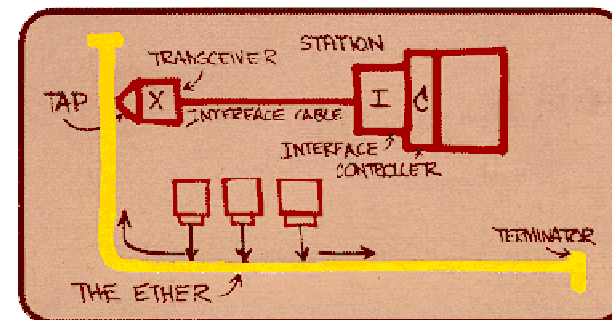 STATION
TRANSCEIVER
TAP
X
I
C
INTERFACE CABLE
INTERFACE
CONTROLLER
TERMINATOR
THE ETHER